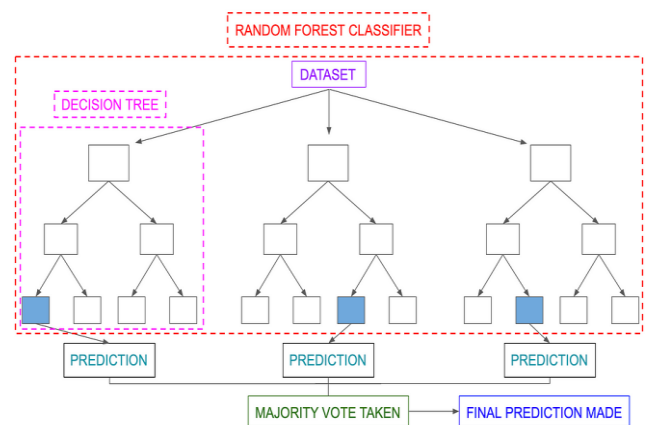 RANDOM FOREST CLASSIFIER
DATASET
DECISION TREE
PREDICTION
PREDICTION
PREDICTION
MAJORITY VOTE TAKEN
FINAL PREDICTION MADE